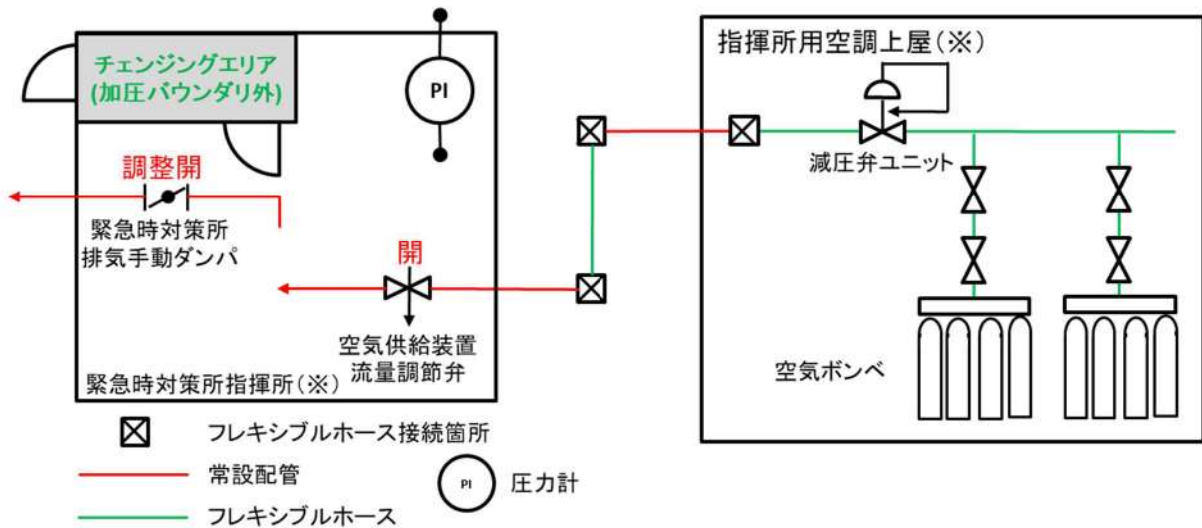 チェンジングエリア
(加圧バウンダリ外)
PI
調整開
緊急時対策所
排気手動ダンパ
開
空気供給装置
流量調節弁
緊急時対策所指揮所(※)
指揮所用空調上屋(※)
減圧弁ユニット
空気ボンベ
フレキシブルホース接続箇所
常設配管
フレキシブルホース
PI
圧力計